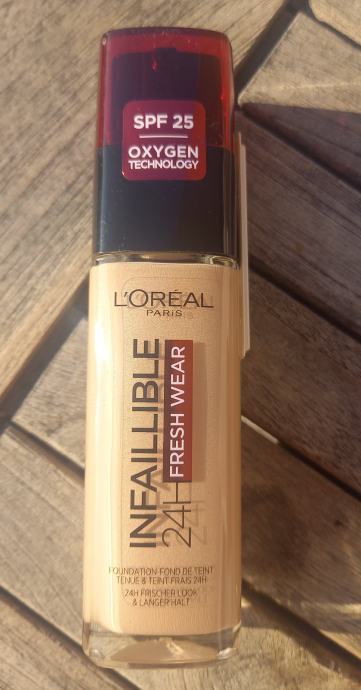 SPF 25
OXYGEN
TECHNOLOGY
L'ORÉAL
PARIS
INFAILLIBLE
24H FRESH WEAR
FOUNDATION-FOND DE TEINT
TENUE & TEINT FRAIS 24H
24H FRISCHER LOOK
& LANGER HALT